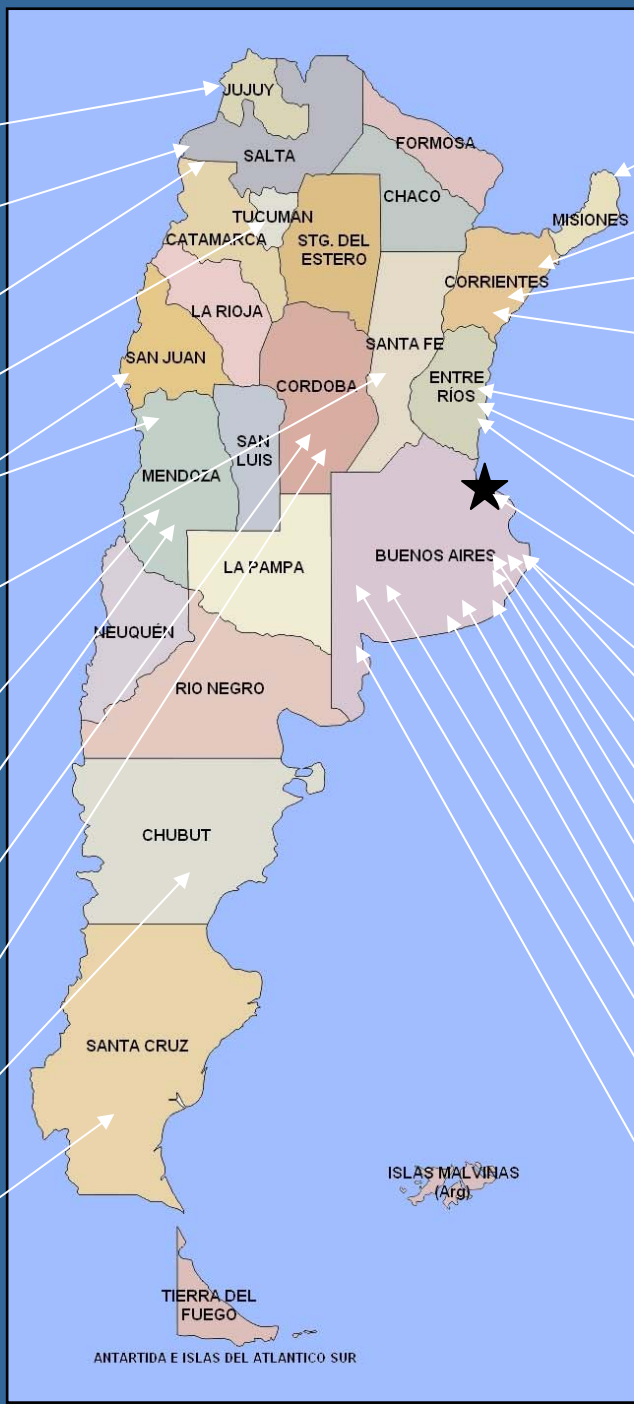 JUJUY
SALTA
FORMOSA
CHACO
MISIONES
TUCUMAN
CATAMARCA
STG. DEL
ESTERO
CORRIENTES
LA RIOJA
SANTA FE
SAN JUAN
CORDOBA
ENTRE
RÍOS
SAN
LUIS
MENDOZA
BUENOS AIRES
LA PAMPA
NEUQUÉN
RIO NEGRO
CHUBUT
SANTA CRUZ
ISLAS MALVINAS
(Arg)
TIERRA DEL
FUEGO
ANTARTIDA E ISLAS DEL ATLANTICO SUR